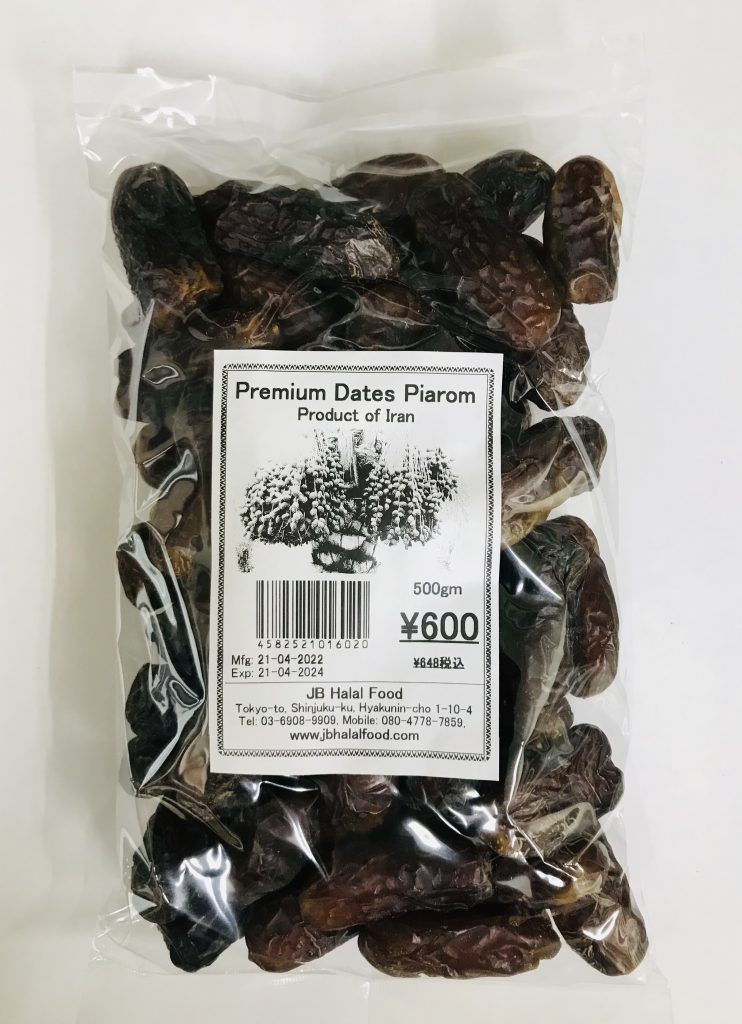 Premium Dates Piarom
Product of Iran
500gm
¥600
4582521016020
¥648税込
Mfg: 21-04-2022
Exp: 21-04-2024
JB Halal Food
Tokyo-to, Shinjuku-ku, Hyakunin-cho 1-10-4
Tel: 03-6908-9909, Mobile: 080-4778-7859,
www.jbhalalfood.com